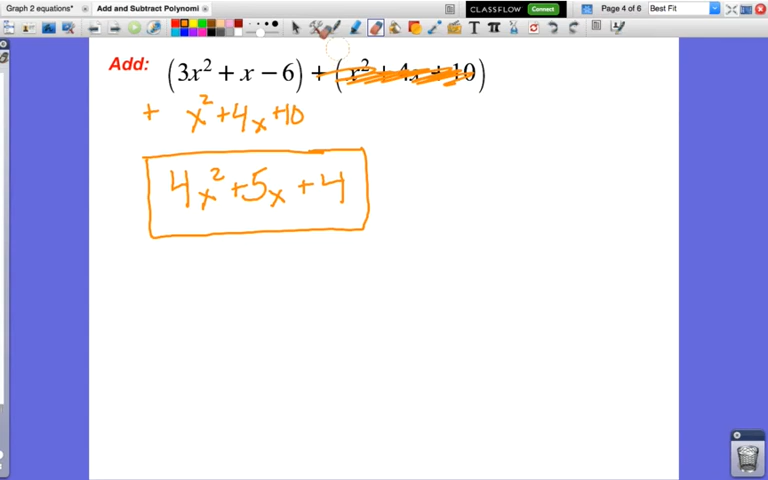 Graph 2 equations*
Add and Subtract Polynomi
CLASSFLOW Connect
Page 4 of 6
Best Fit
Add: (3x² + x − 6) + (x² + 4x + 10)
+ x² + 4x + 10
4x² + 5x + 4